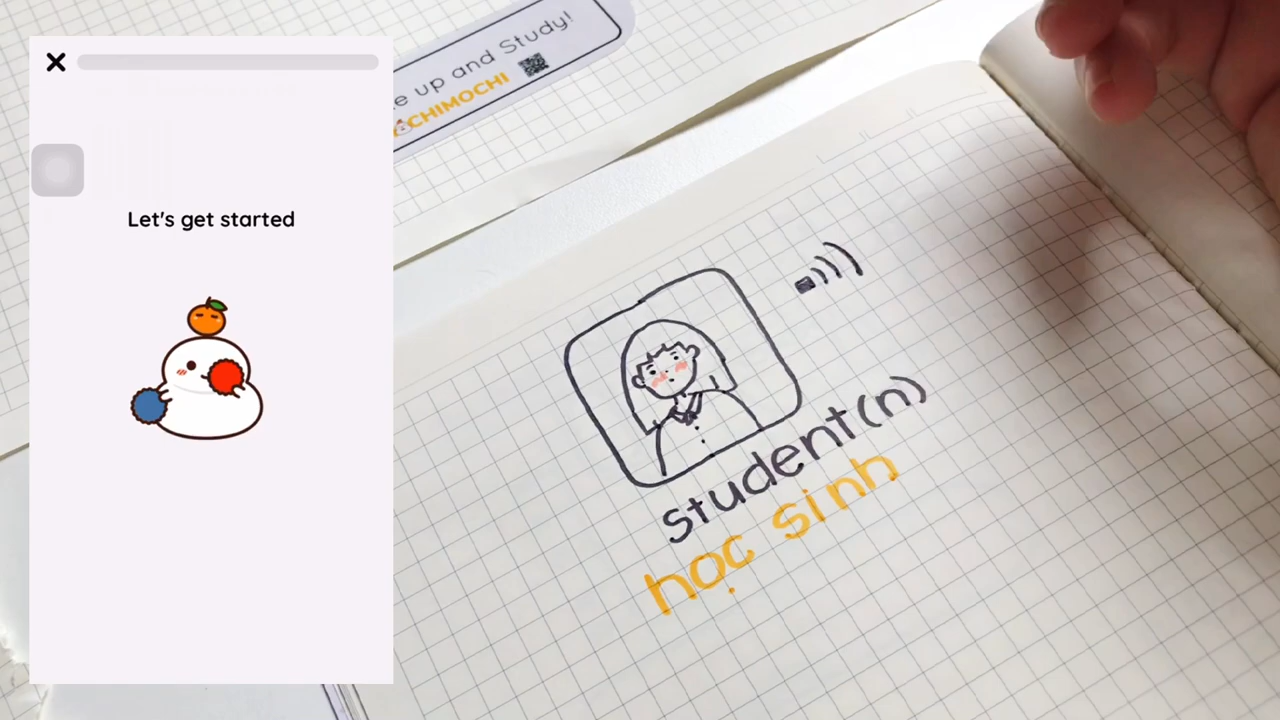 Let's get started
up and Study!
CHIMOCHI
student(n)
học sinh